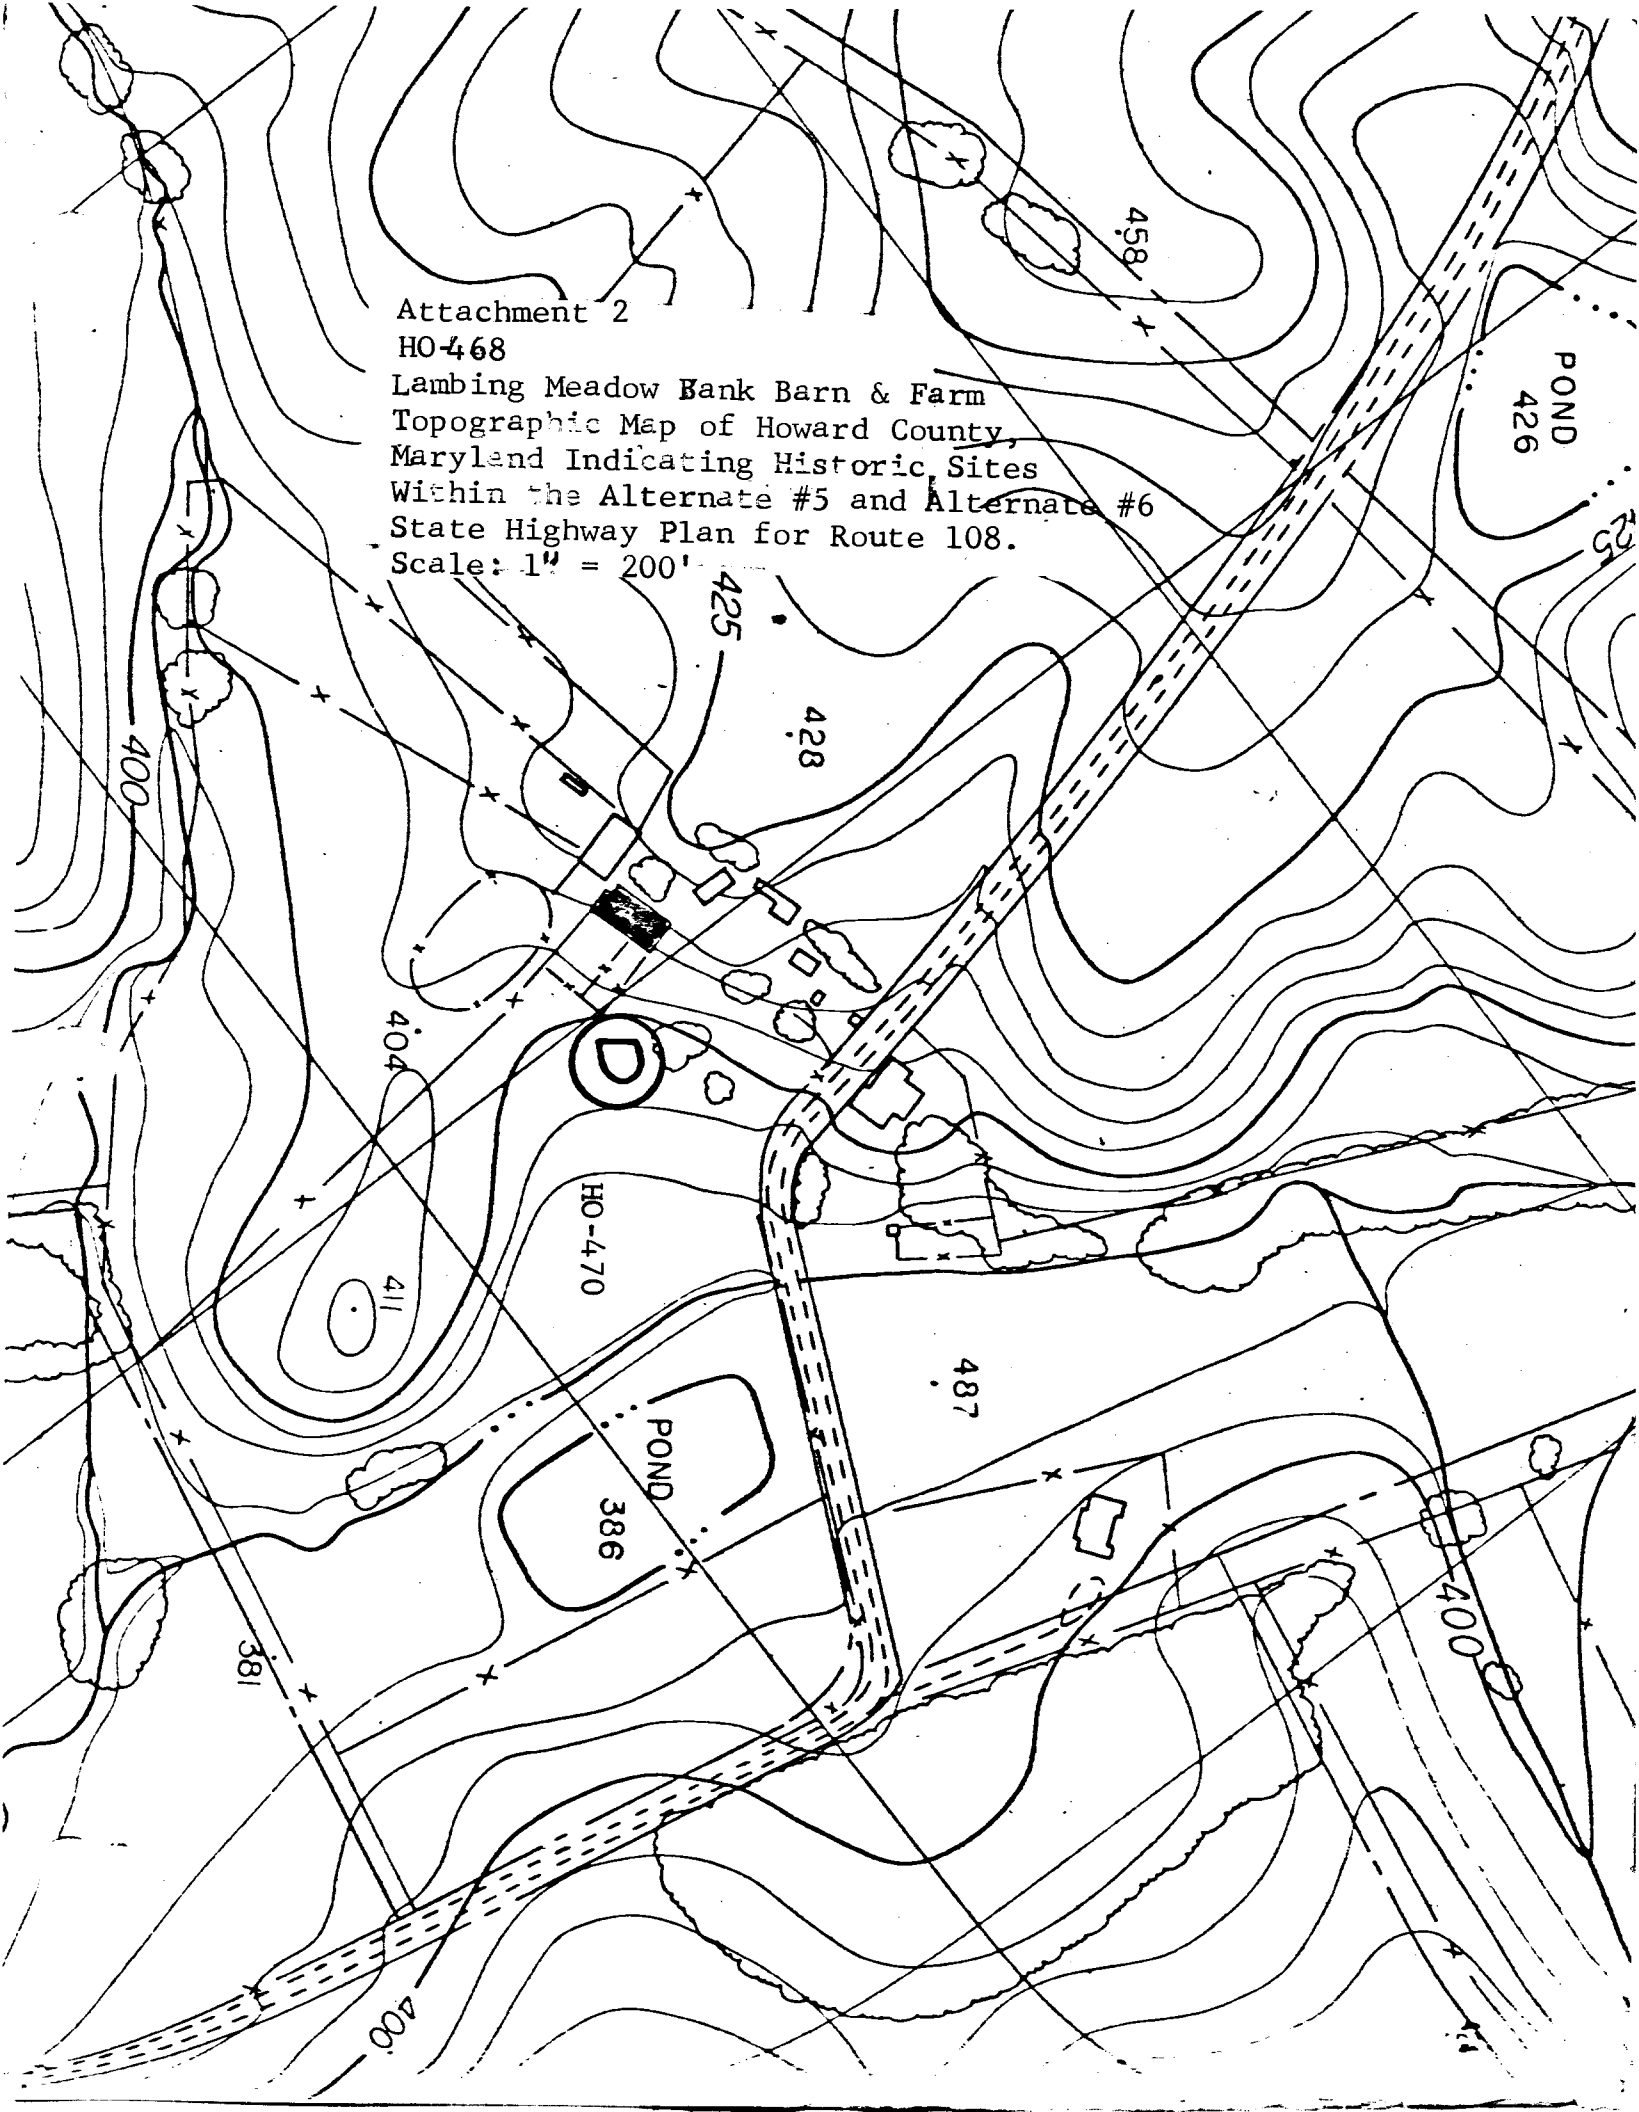 458
Attachment 2
HO-468
Lambing Meadow Bank Barn & Farm
Topographic Map of Howard County,
Maryland Indicating Historic Sites
Within the Alternate #5 and Alternate #6
State Highway Plan for Route 108.
Scale: 1" = 200'
POND
426
425
425
428
400
404
D
HO-470
411
487
POND
386
400
381
400